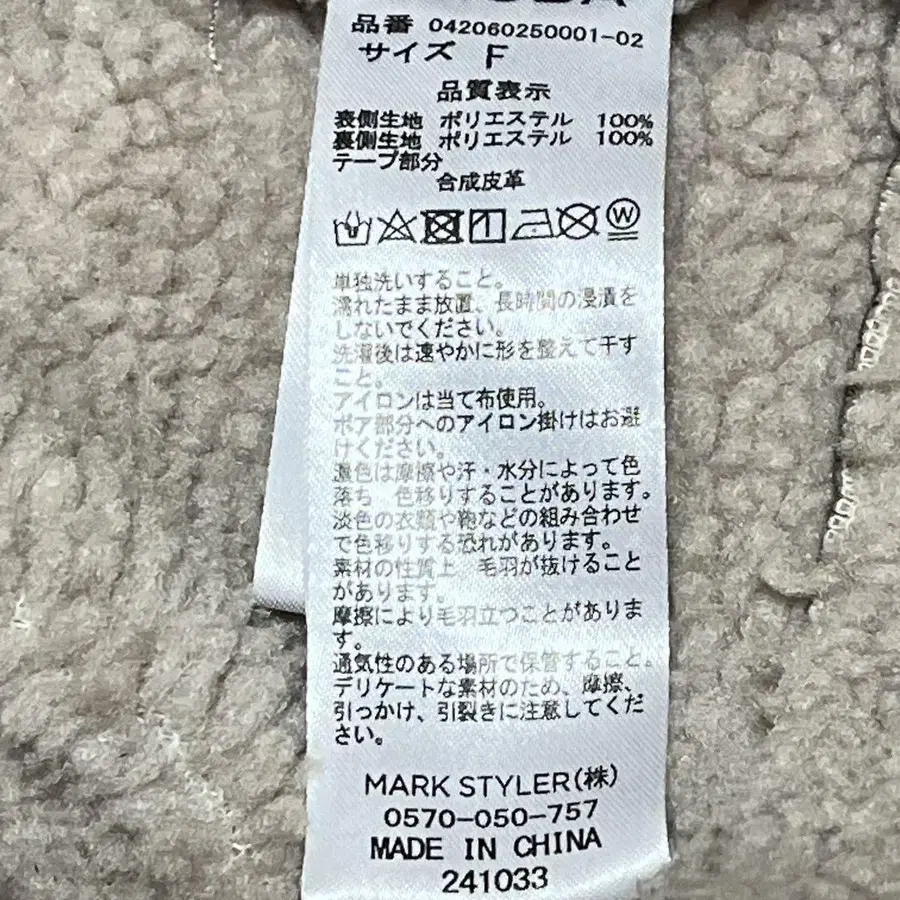 品番 042060250001-02
サイズ F
品質表示
表側生地 ポリエステル 100%
裏側生地 ポリエステル 100%
テープ部分
合成皮革
W
単独洗いすること。
濡れたまま放置、長時間の浸漬を
しないでください。
洗濯後は速やかに形を整えて干す
こと。
アイロンは当て布使用。
ボア部分へのアイロン掛けはお避
けください。
濃色は摩擦や汗・水分によって色
落ち 色移りすることがあります。
淡色の衣類や鞄などの組み合わせ
で色移りする恐れがあります。
素材の性質上 毛羽が抜けること
があります。
摩擦により毛羽立つことがありま
す。
通気性のある場所で保管すること。
デリケートな素材のため、摩擦、
引っかけ、引裂きに注意してくだ
さい。
MARK STYLER(株)
0570-050-757
MADE IN CHINA
241033